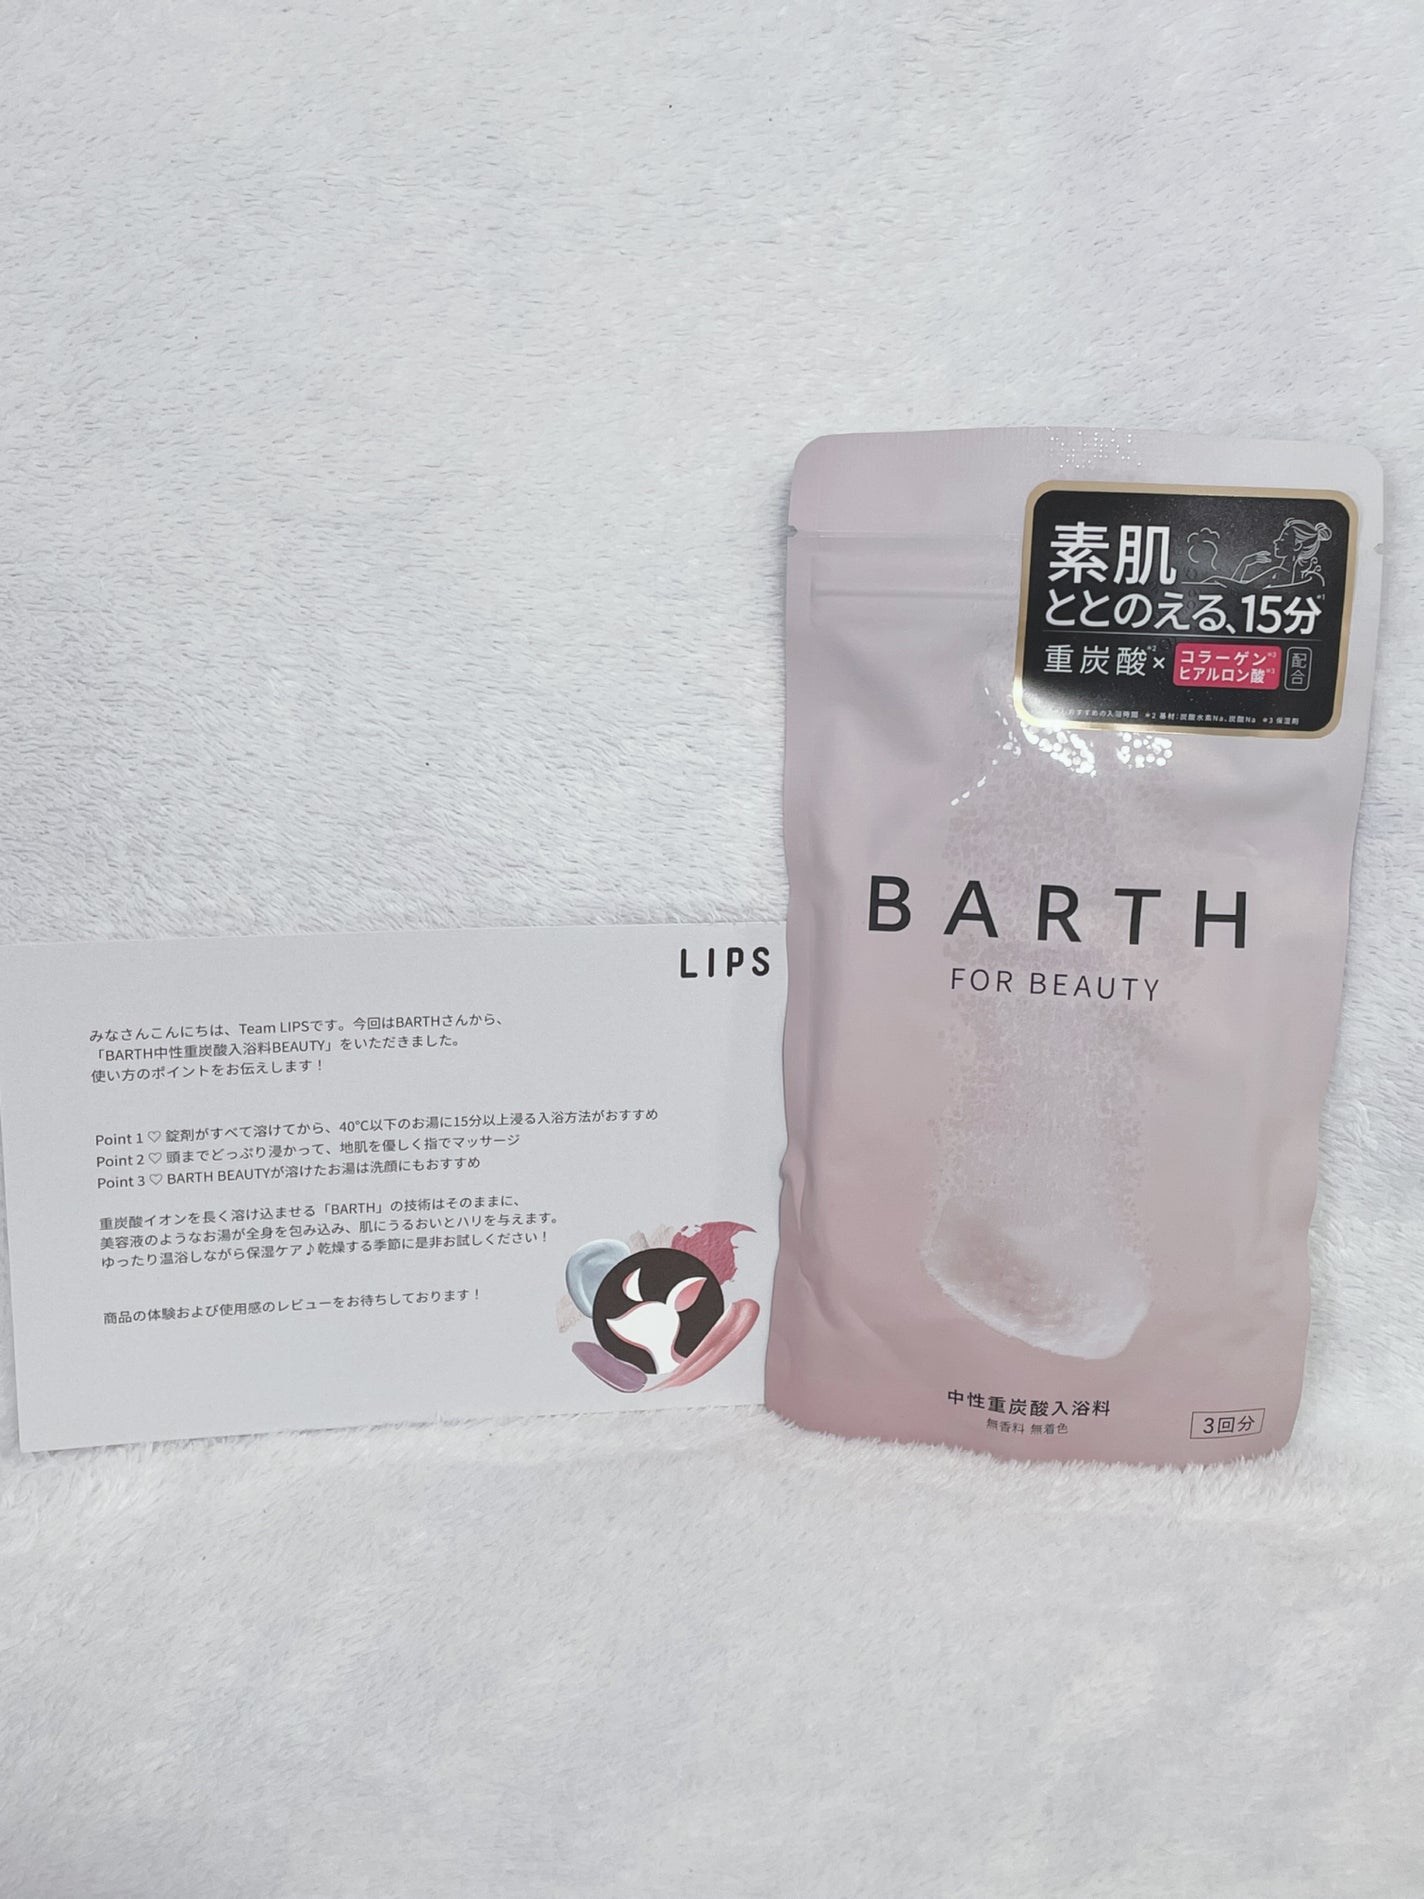 LIPS
みなさんこんにちは、Team LIPSです。今回はBARTHさんから、
「BARTH中性重炭酸入浴料BEAUTY」をいただきました。
使い方のポイントをお伝えします！
Point 1 ♡ 錠剤がすべて溶けてから、40℃以下のお湯に15分以上浸る入浴方法がおすすめ
Point 2 ♡ 頭までどっぷり浸かって、地肌を優しく指でマッサージ
Point 3 ♡ BARTH BEAUTYが溶けたお湯は洗顔にもおすすめ
重炭酸イオンを長く溶け込ませる「BARTH」の技術はそのままに、
美容液のようなお湯が全身を包み込み、肌にうるおいとハリを与えます。
ゆったり温浴しながら保湿ケア♪乾燥する季節に是非お試しください！
商品の体験および使用感のレビューをお待ちしております！
素肌
ととのえる、15分※1
重炭酸※2×コラーゲン※3
ヒアルロン酸※3
配合
おすすめの入浴時間 ※2 基材：炭酸水素Na、炭酸Na ※3 保湿剤
BARTH
FOR BEAUTY
中性重炭酸入浴料
無香料 無着色
3回分